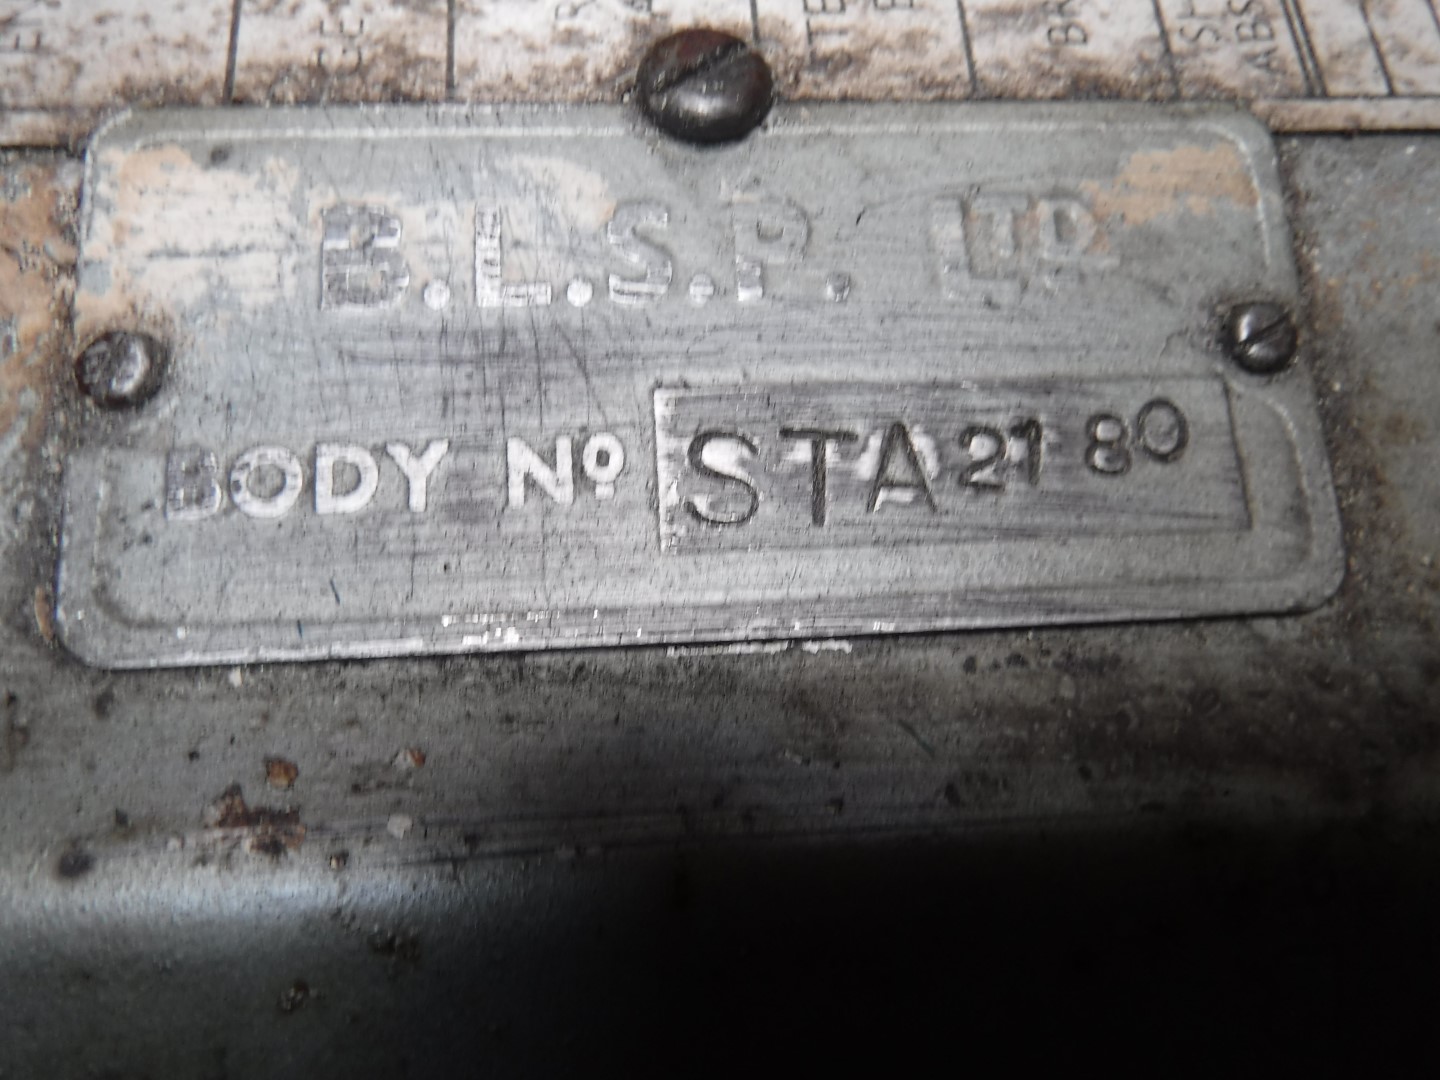 B.L.S.P. LTD
BODY Nº STA 21 80